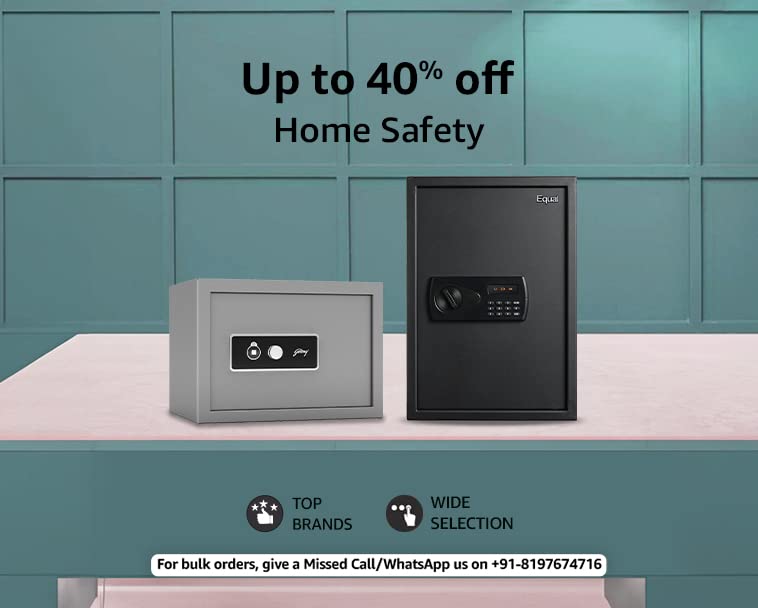 Up to 40% off
Home Safety
Equal
Godrej
TOP
BRANDS
WIDE
SELECTION
For bulk orders, give a Missed Call/WhatsApp us on +91-8197674716